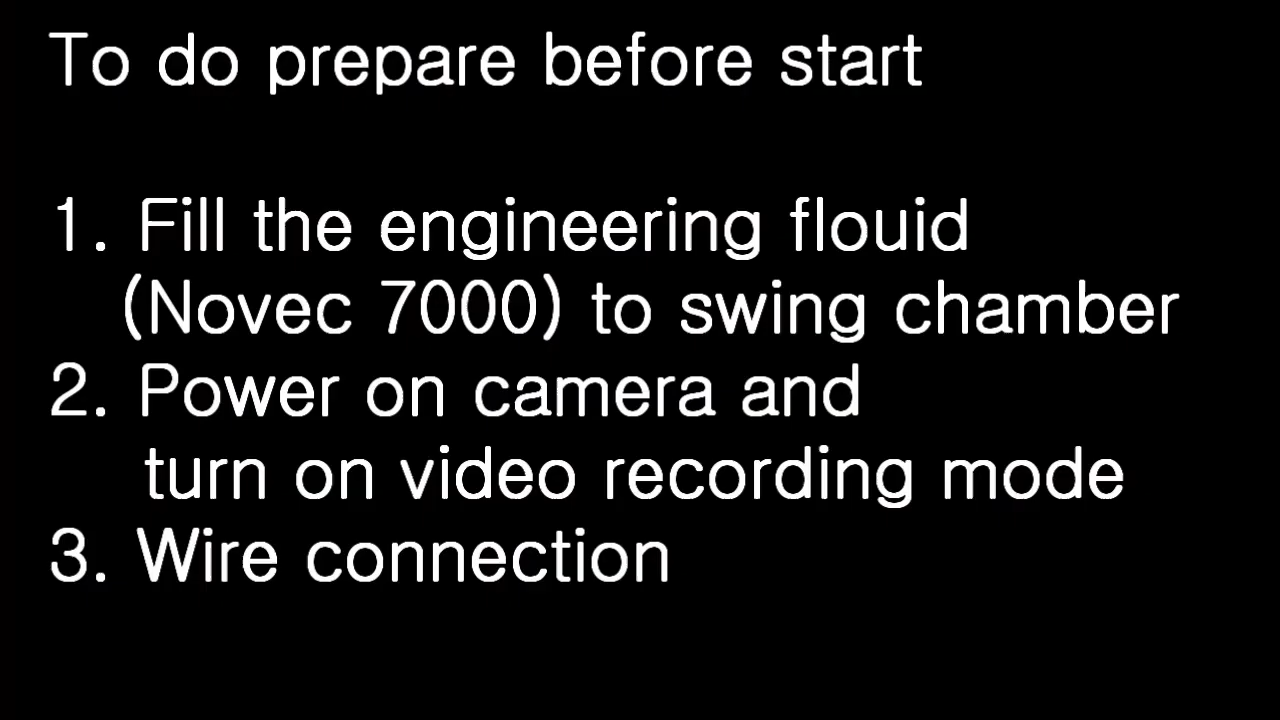 To do prepare before start
1. Fill the engineering flouid
(Novec 7000) to swing chamber
2. Power on camera and
turn on video recording mode
3. Wire connection